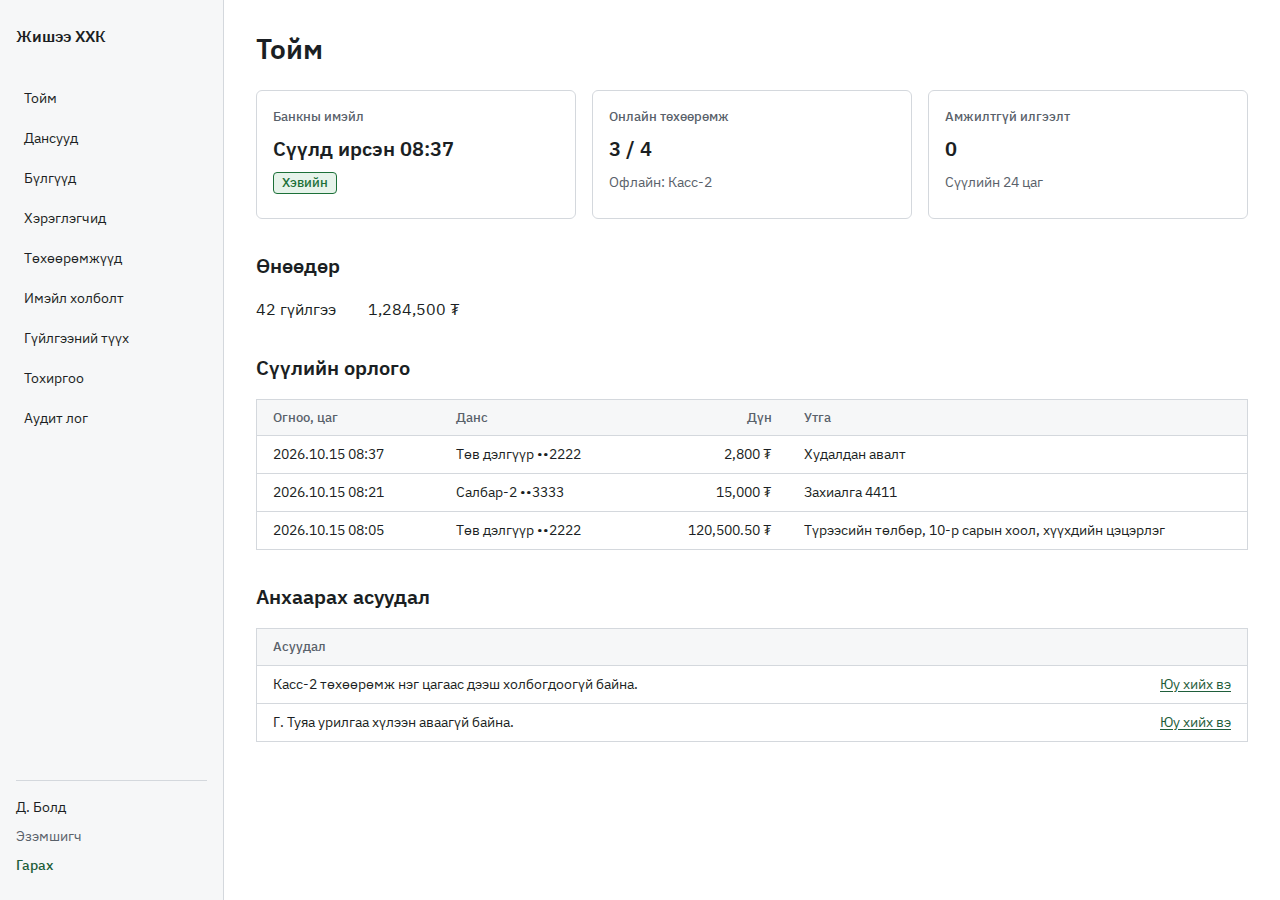 Жишээ ХХК
Тойм
Дансууд
Бүлгүүд
Хэрэглэгчид
Төхөөрөмжүүд
Имэйл холболт
Гүйлгээний түүх
Тохиргоо
Аудит лог
Д. Болд
Эзэмшигч
Гарах
Тойм
Банкны имэйл
Сүүлд ирсэн 08:37
Хэвийн
Онлайн төхөөрөмж
3 / 4
Офлайн: Касс-2
Амжилтгүй илгээлт
0
Сүүлийн 24 цаг
Өнөөдөр
42 гүйлгээ 1,284,500 ₮
Сүүлийн орлого
Огноо, цаг Данс Дүн Утга
2026.10.15 08:37 Төв дэлгүүр ••2222 2,800 ₮ Худалдан авалт
2026.10.15 08:21 Салбар-2 ••3333 15,000 ₮ Захиалга 4411
2026.10.15 08:05 Төв дэлгүүр ••2222 120,500.50 ₮ Түрээсийн төлбөр, 10-р сарын хоол, хүүхдийн цэцэрлэг
Анхаарах асуудал
Асуудал
Касс-2 төхөөрөмж нэг цагаас дээш холбогдоогүй байна. Юу хийх вэ
Г. Туяа урилгаа хүлээн аваагүй байна. Юу хийх вэ